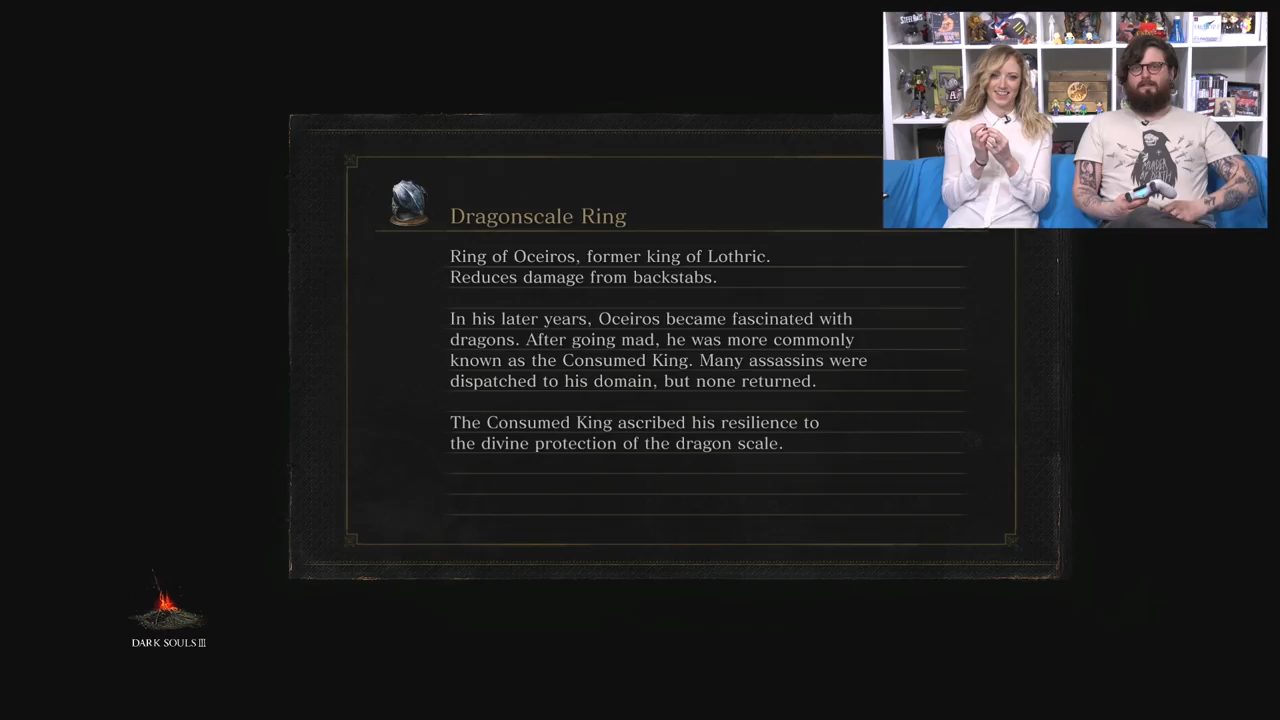 Dragonscale Ring
Ring of Oceiros, former king of Lothric.
Reduces damage from backstabs.
In his later years, Oceiros became fascinated with
dragons. After going mad, he was more commonly
known as the Consumed King. Many assassins were
dispatched to his domain, but none returned.
The Consumed King ascribed his resilience to
the divine protection of the dragon scale.
DARK SOULS III
MURDER
BY DEATH